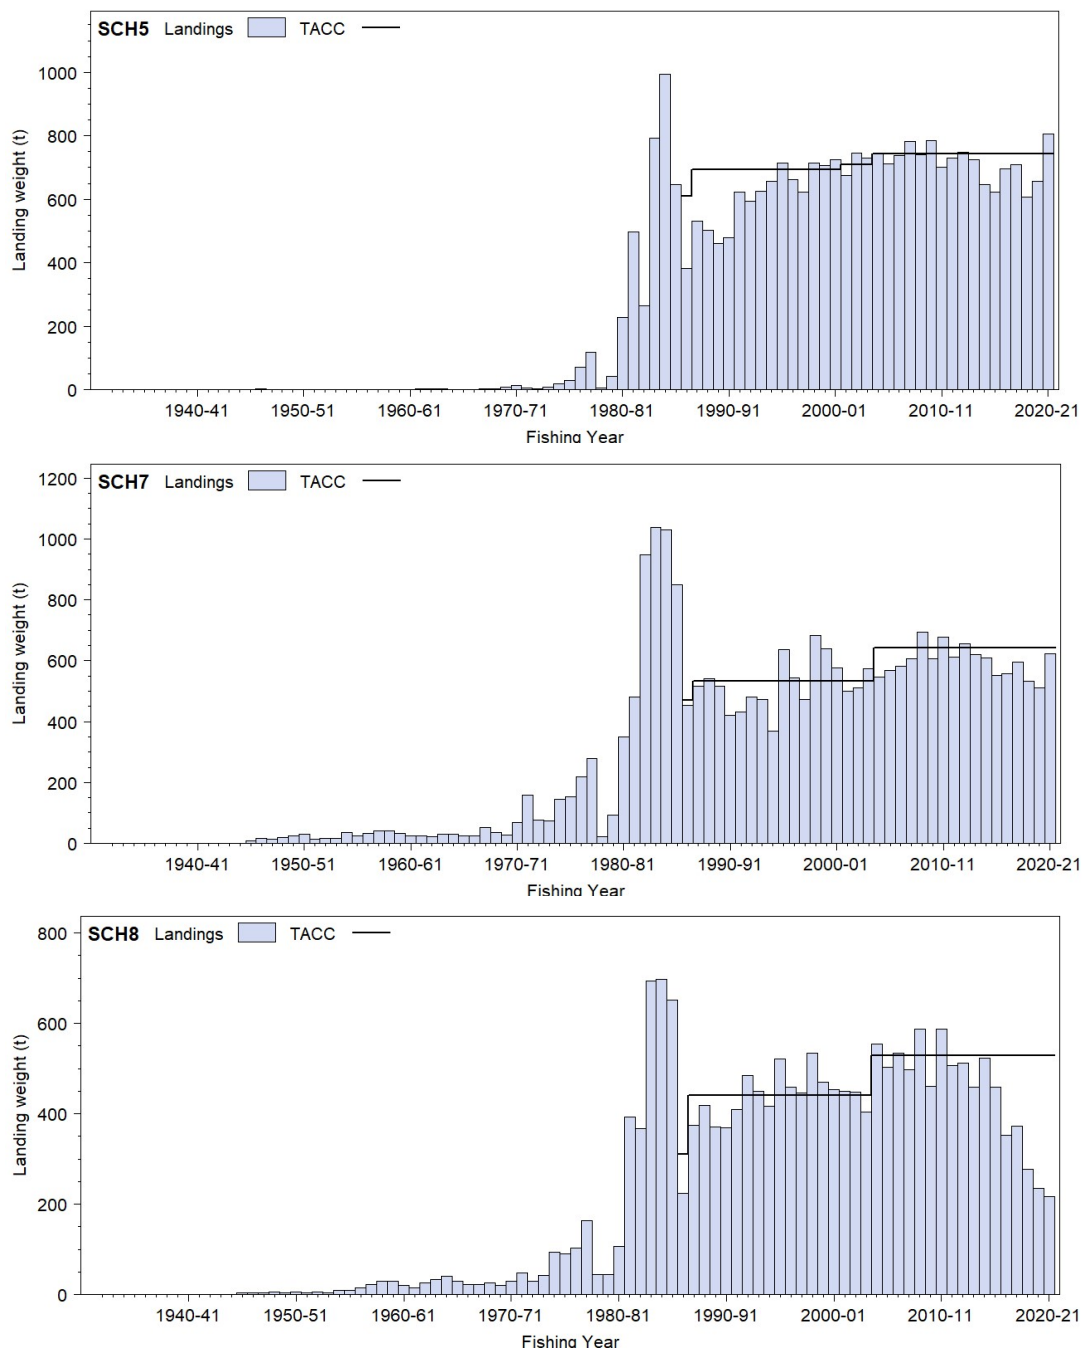 SCH5 Landings TACC
1000
800
600
400
200
0
Landing weight (t)
1940-41 1950-51 1960-61 1970-71 1980-81 1990-91 2000-01 2010-11 2020-21
Fishing Year
SCH7 Landings TACC
1200
1000
800
600
400
200
0
Landing weight (t)
1940-41 1950-51 1960-61 1970-71 1980-81 1990-91 2000-01 2010-11 2020-21
Fishing Year
SCH8 Landings TACC
800
600
400
200
0
Landing weight (t)
1940-41 1950-51 1960-61 1970-71 1980-81 1990-91 2000-01 2010-11 2020-21
Fishing Year